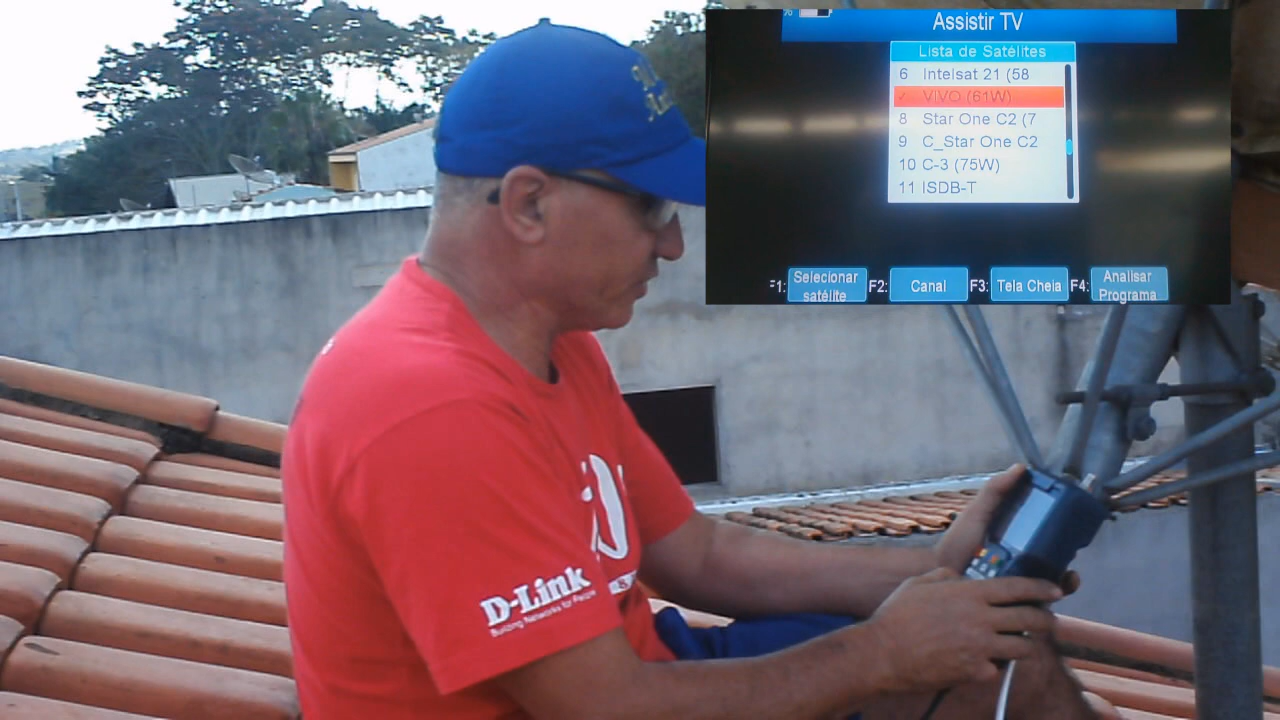 %
Assistir TV
Lista de Satélites
6 Intelsat 21 (58
✓ VIVO (61W)
8 Star One C2 (7
9 C_Star One C2
10 C-3 (75W)
11 ISDB-T
F1: Selecionar satélite F2: Canal F3: Tela Cheia F4: Analisar Programa
D-Link
Building Networks for People